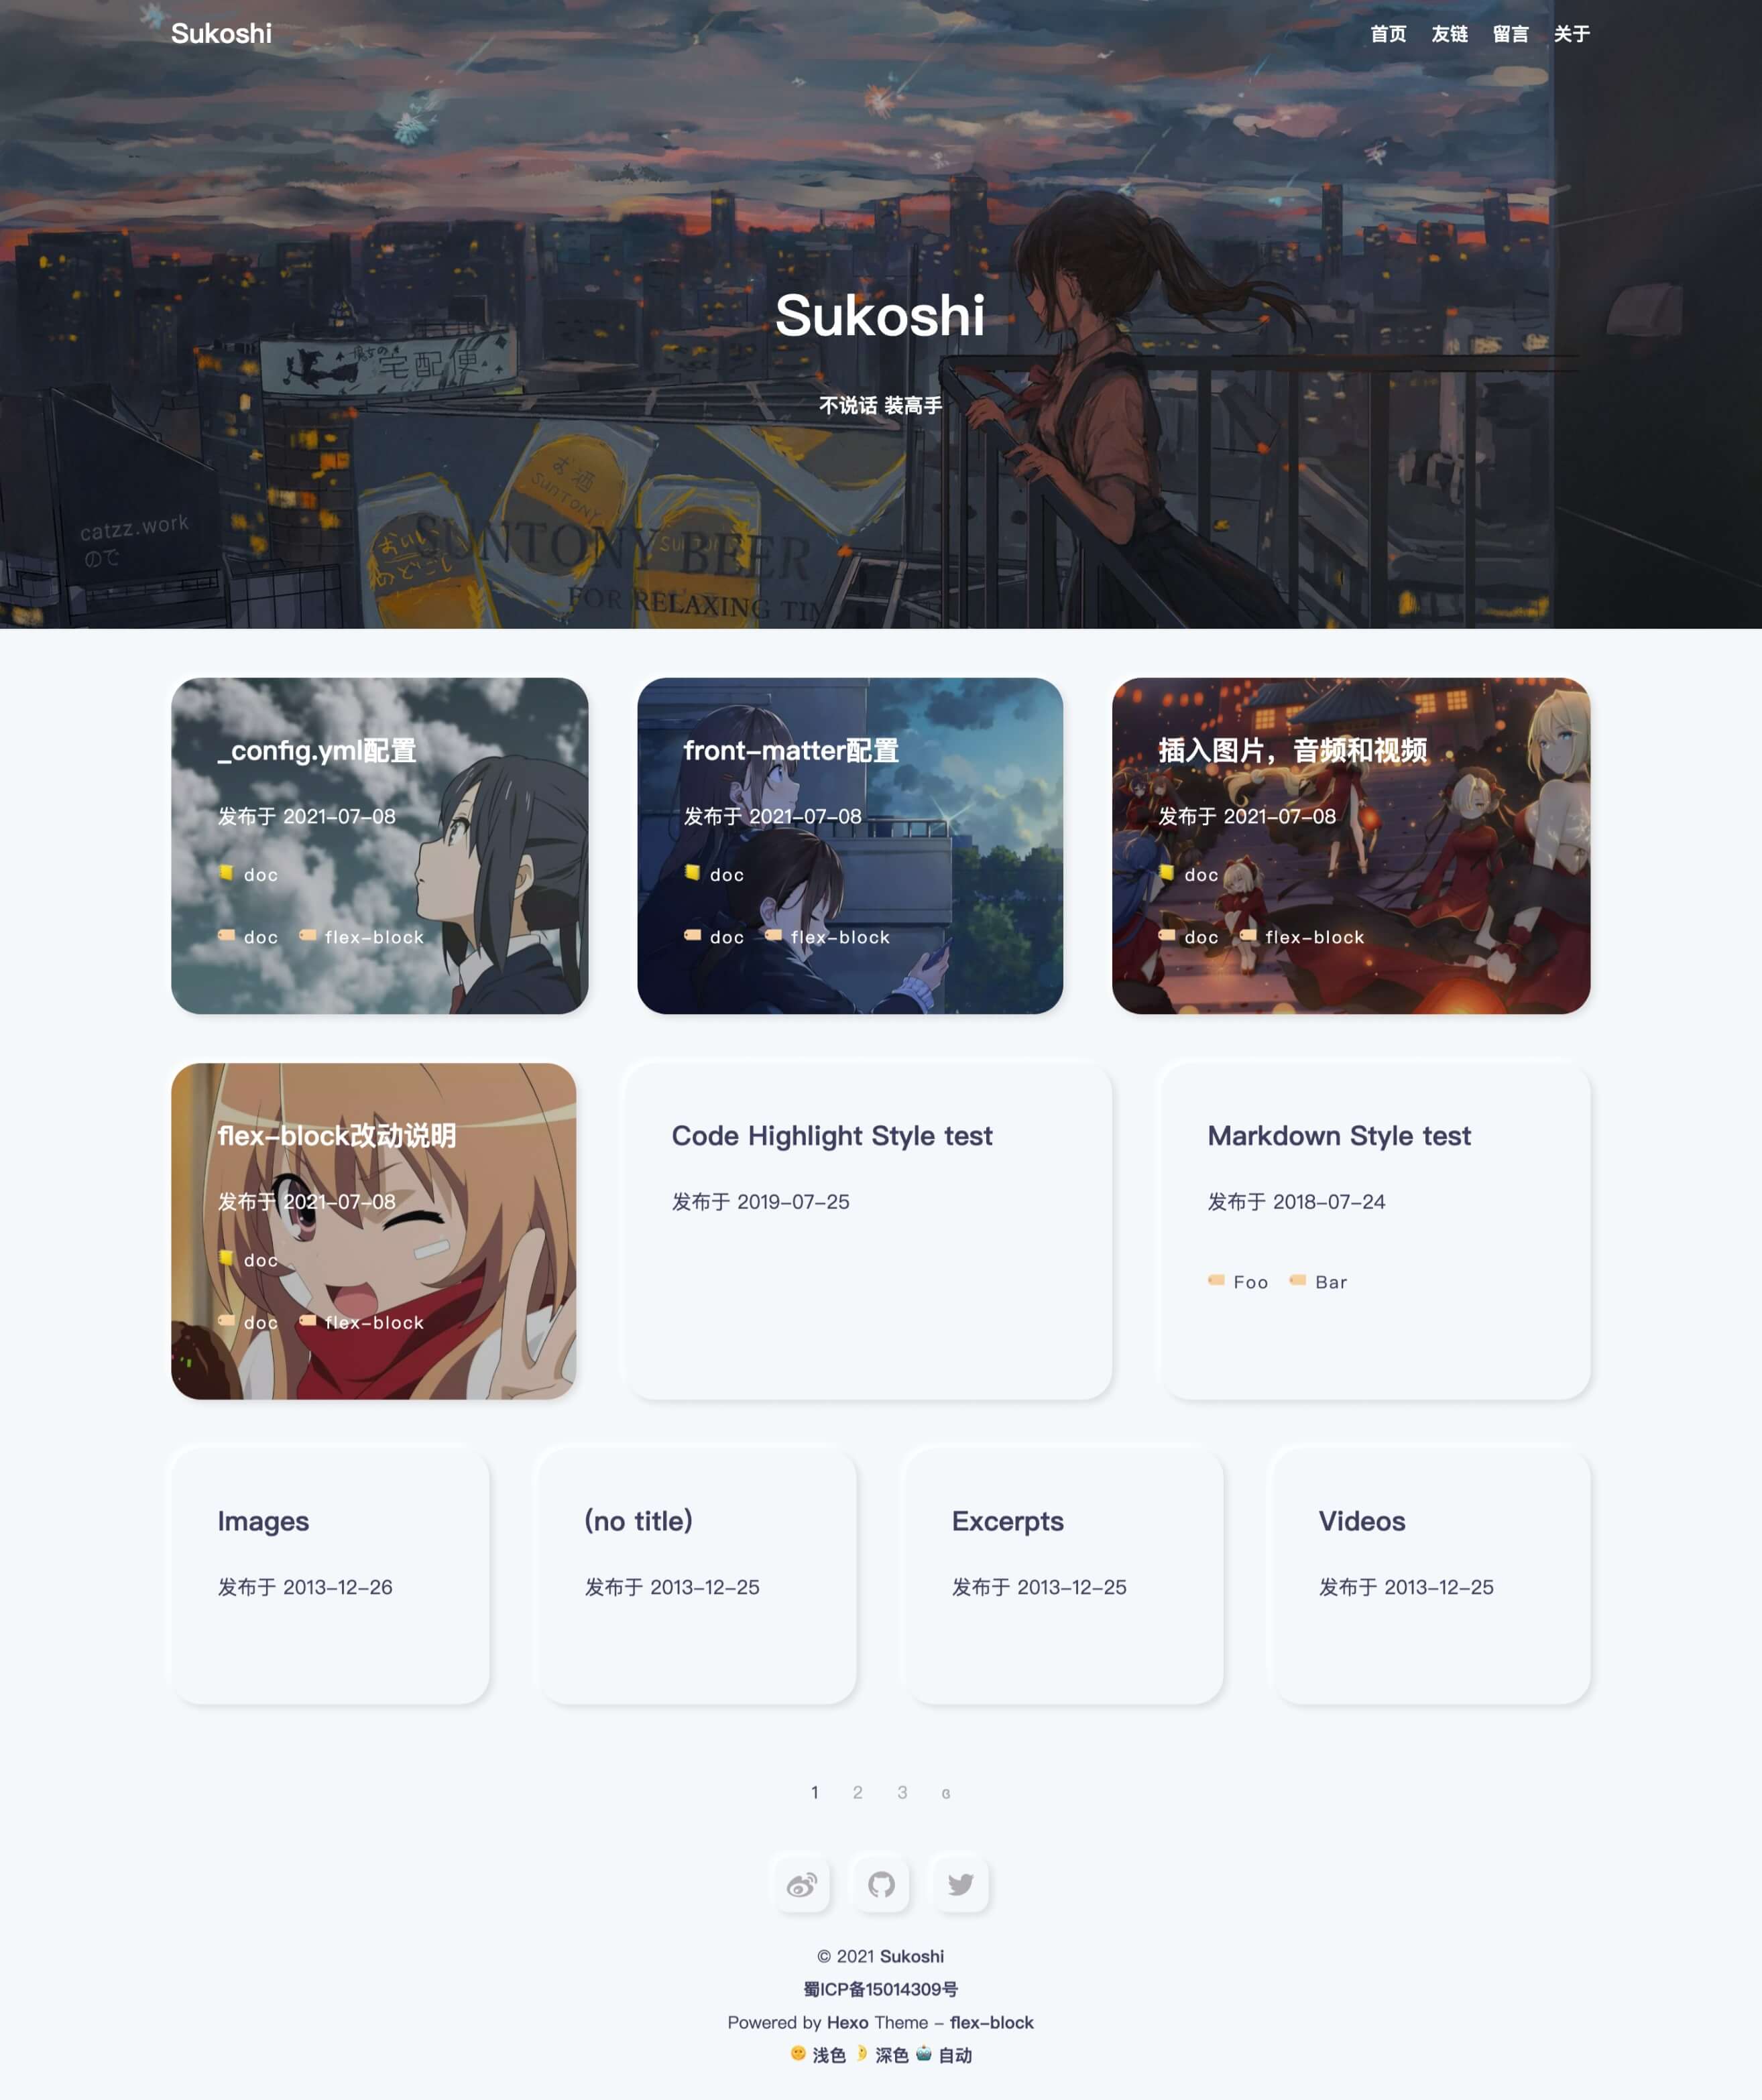 Sukoshi
首页 友链 留言 关于
Sukoshi
不说话 装高手
宅配便
お酒
SUNTONY
catzz.work
ので
SUNTONY BEER
FOR RELAXING TIM
_config.yml配置
发布于 2021-07-08
doc
doc flex-block
front-matter配置
发布于 2021-07-08
doc
doc flex-block
插入图片，音频和视频
发布于 2021-07-08
doc
doc flex-block
flex-block改动说明
发布于 2021-07-08
doc
doc flex-block
Code Highlight Style test
发布于 2019-07-25
Markdown Style test
发布于 2018-07-24
Foo Bar
Images
发布于 2013-12-26
(no title)
发布于 2013-12-25
Excerpts
发布于 2013-12-25
Videos
发布于 2013-12-25
1 2 3
© 2021 Sukoshi
蜀ICP备15014309号
Powered by Hexo Theme - flex-block
浅色 深色 自动